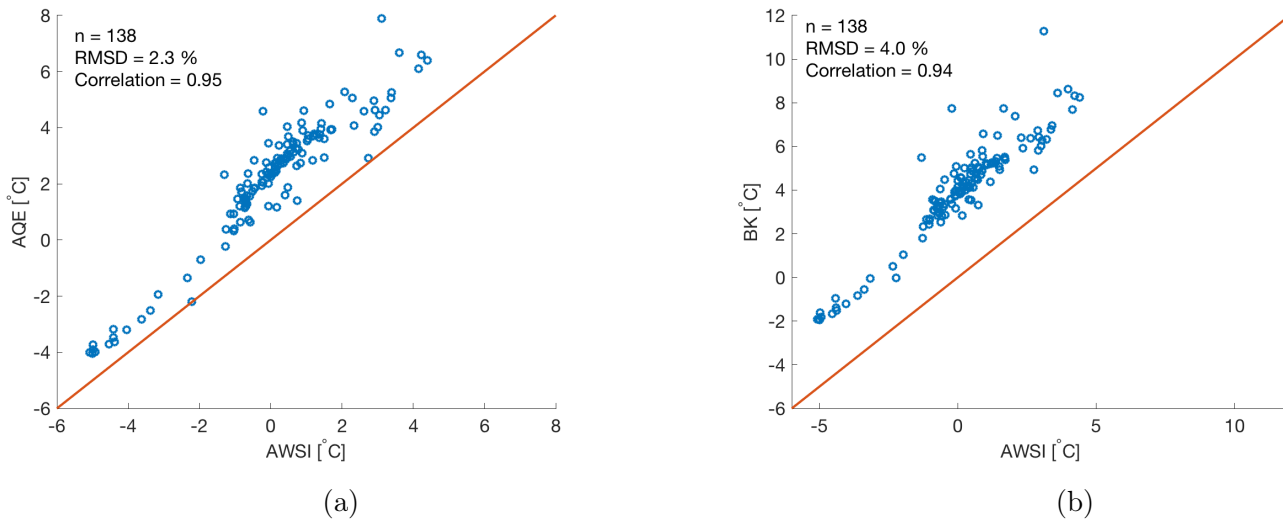 n = 138
RMSD = 2.3 %
Correlation = 0.95
8
6
4
2
0
-2
-4
-6
AQE [°C]
-6 -4 -2 0 2 4 6 8
AWSI [°C]
(a)
n = 138
RMSD = 4.0 %
Correlation = 0.94
12
10
8
6
4
2
0
-2
-4
-6
BK [°C]
-5 0 5 10
AWSI [°C]
(b)